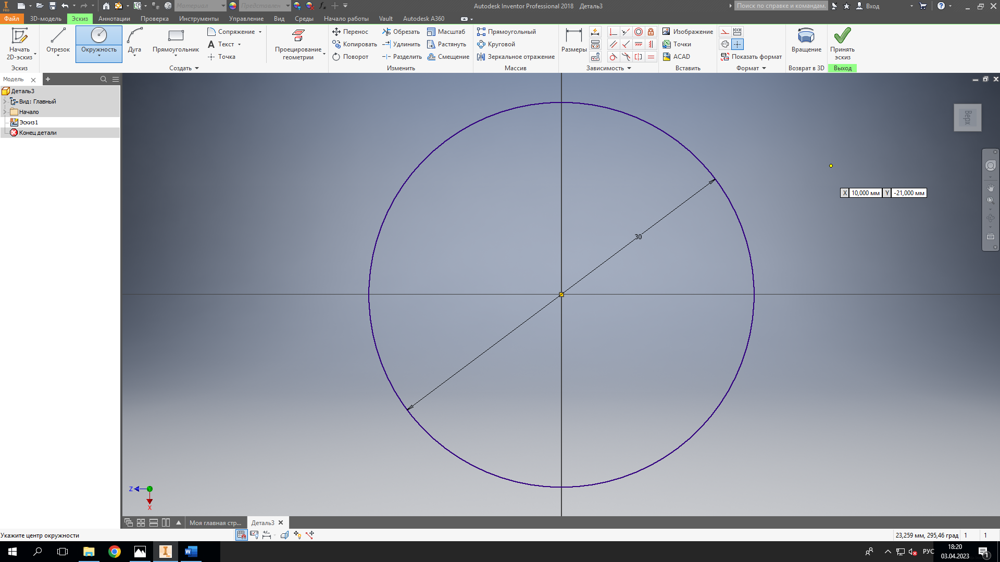 Материал
Представлен
Autodesk Inventor Professional 2018 Деталь3
Поиск по справке и командам.
Вход
PRO
Файл 3D-модель Эскиз Аннотации Проверка Инструменты Управление Вид Среды Начало работы Vault Autodesk A360
Начать
2D-эскиз
Эскиз
Отрезок
Окружность
Дуга
Прямоугольник
Сопряжение
Текст
Точка
Создать
Проецирование
геометрии
Перенос
Копировать
Поворот
Обрезать
Удлинить
Разделить
Масштаб
Растянуть
Смещение
Изменить
Прямоугольный
Круговой
Зеркальное отражение
Массив
Размеры
Зависимость
Изображение
Точки
ACAD
Вставить
Показать формат
Формат
Вращение
Возврат в 3D
Принять
эскиз
Выход
Модель
Деталь3
Вид: Главный
Начало
Эскиз1
Конец детали
Верх
X 10,000 мм Y -21,000 мм
30
Z
X
Моя главная стр...
Деталь3
Укажите центр окружности
23,259 мм, 295,46 град 1 1
РУС
18:20
03.04.2023
1